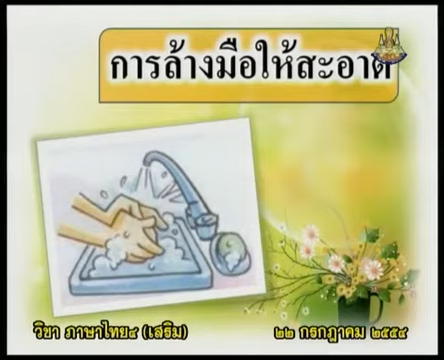 การล้างมือให้สะอาด
วิชา ภาษาไทย๔ (เสริม)
๒๒ กรกฎาคม ๒๕๕๔